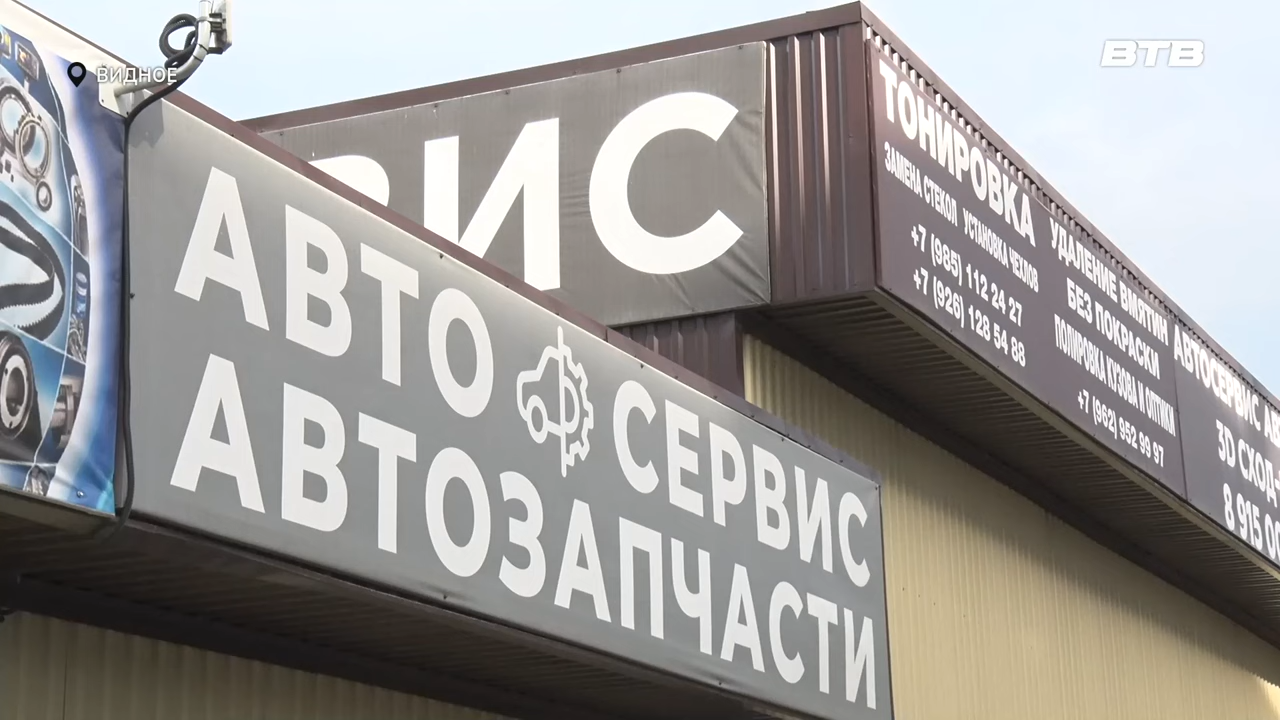 ВИДНОЕ
ВТВ
ВИС
АВТО СЕРВИС
АВТОЗАПЧАСТИ
ТОНИРОВКА
ЗАМЕНА СТЕКОЛ УСТАНОВКА ЧЕХЛОВ
+7 (985) 112 24 27
+7 (926) 128 54 88
УДАЛЕНИЕ ВМЯТИН
БЕЗ ПОКРАСКИ
ПОЛИРОВКА КУЗОВА И ОПТИКИ
+7 (962) 952 99 97
АВТОСЕРВИС АВ
3D СХОД-
8 915 00